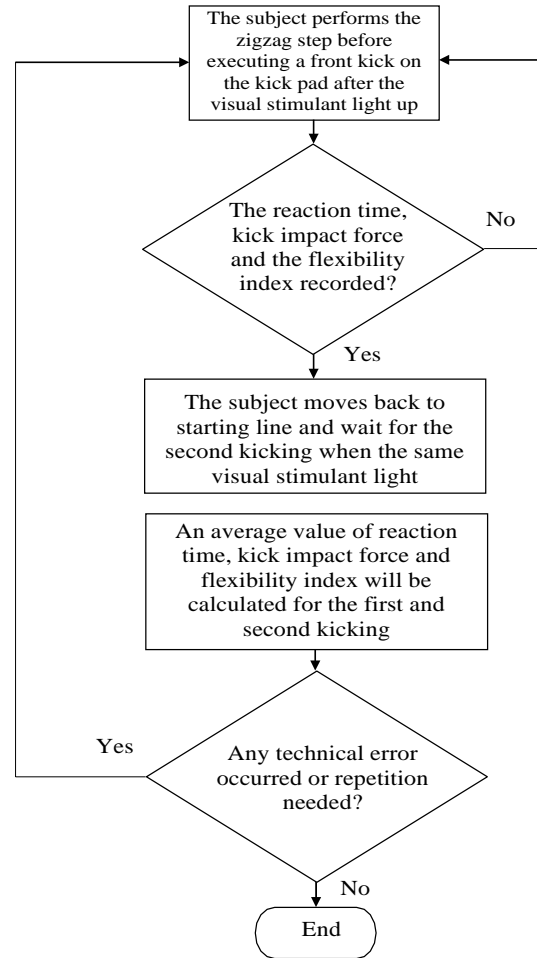 The subject performs the
zigzag step before
executing a front kick on
the kick pad after the
visual stimulant light up
The reaction time,
kick impact force
and the flexibility
index recorded?
No
Yes
The subject moves back to
starting line and wait for the
second kicking when the same
visual stimulant light
An average value of reaction
time, kick impact force and
flexibility index will be
calculated for the first and
second kicking
Yes
Any technical error
occurred or repetition
needed?
No
End